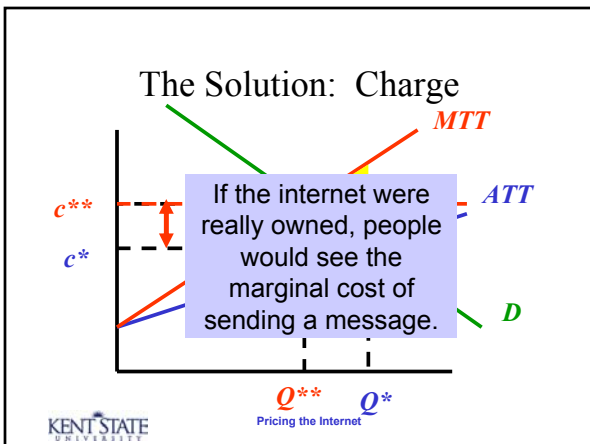 The Solution: Charge
MTT
c**
ATT
c*
If the internet were
really owned, people
would see the
marginal cost of
sending a message.
D
Q**
Q*
Pricing the Internet
KENT STATE
UNIVERSITY